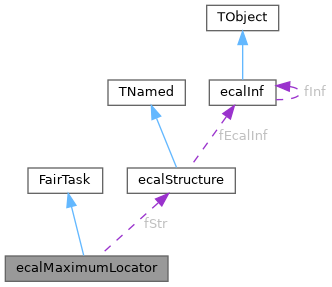 TObject
TNamed
ecalInf
fInf
fEcalInf
FairTask
ecalStructure
fStr
ecalMaximumLocator